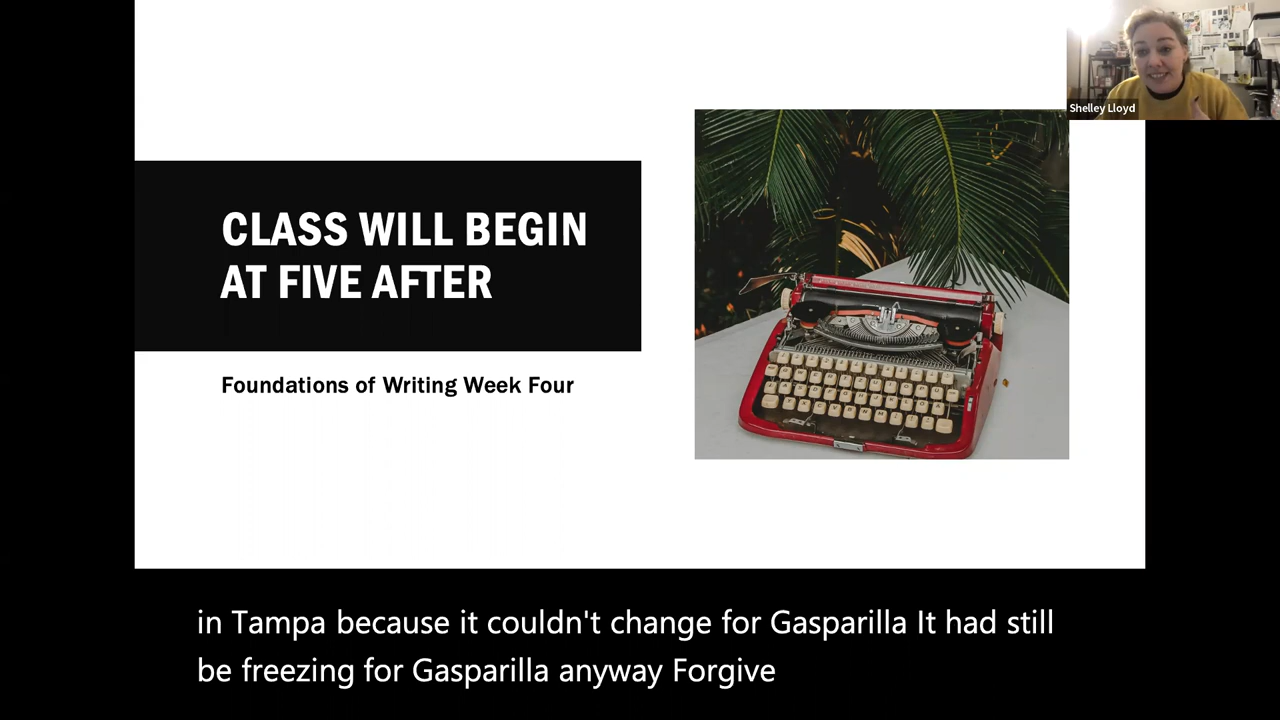 Shelley Lloyd
CLASS WILL BEGIN
AT FIVE AFTER
Foundations of Writing Week Four
in Tampa because it couldn't change for Gasparilla It had still
be freezing for Gasparilla anyway Forgive